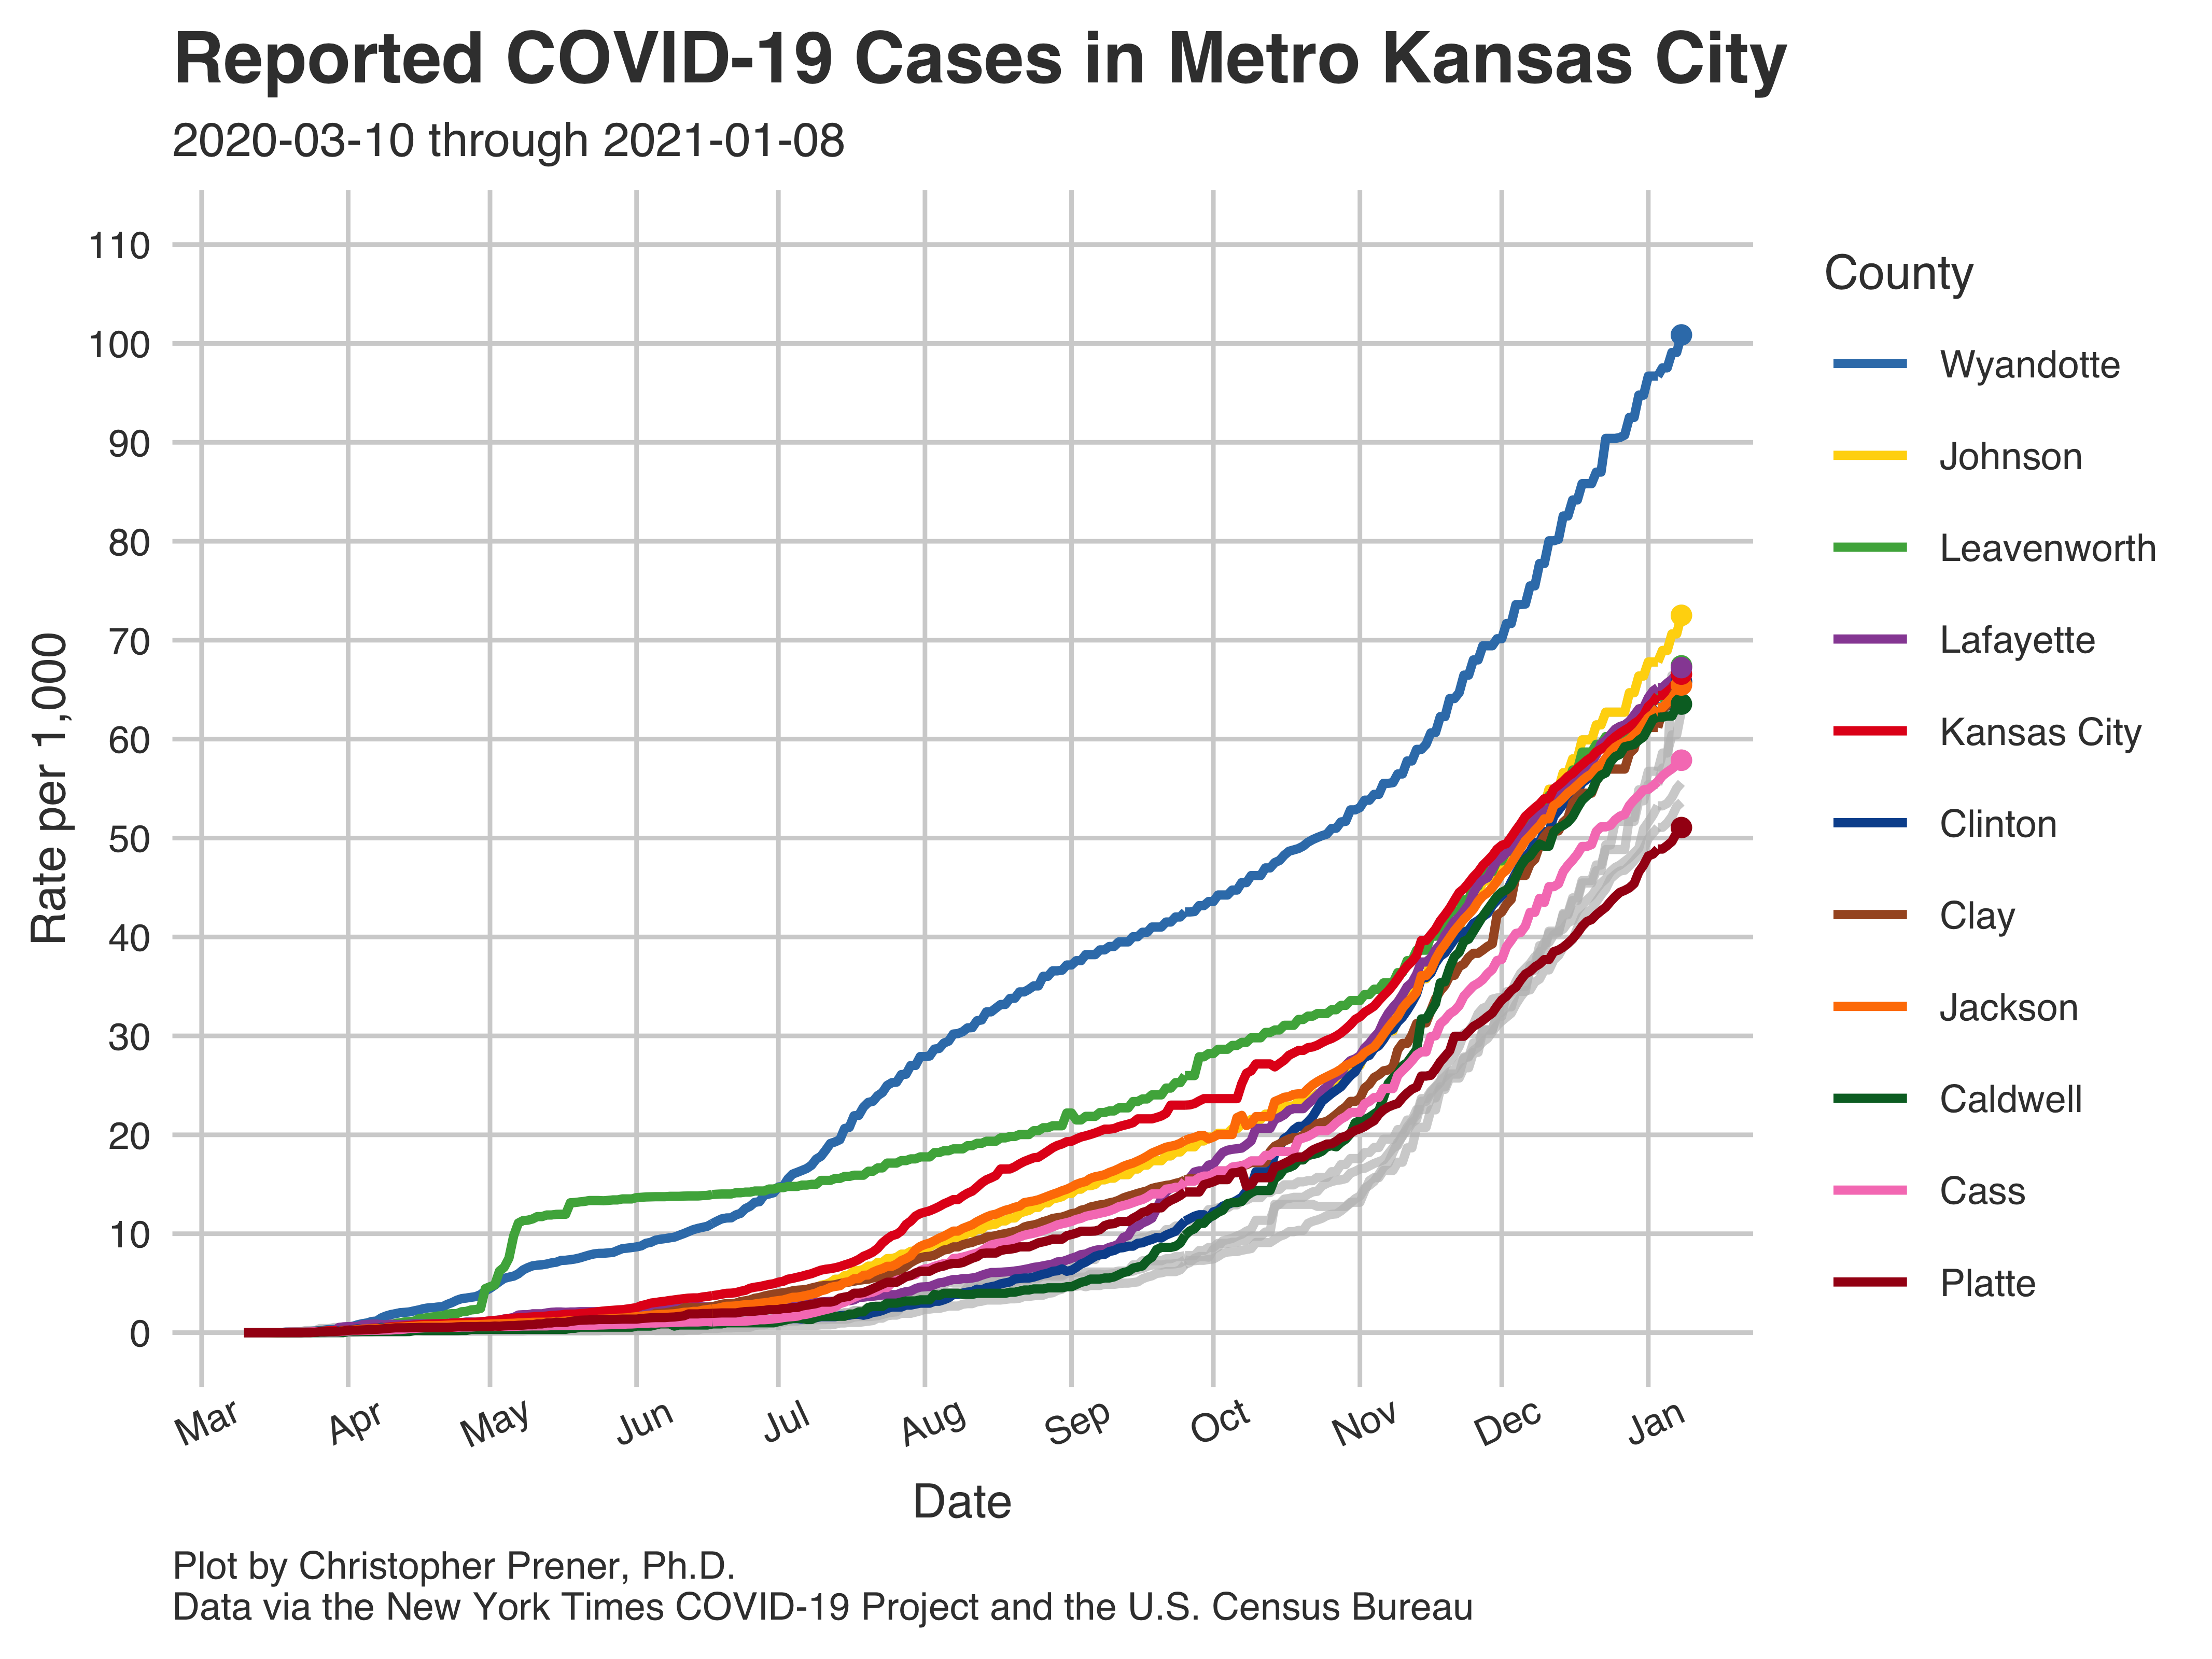 Reported COVID-19 Cases in Metro Kansas City
2020-03-10 through 2021-01-08
Rate per 1,000
110
100
90
80
70
60
50
40
30
20
10
0
Mar
Apr
May
Jun
Jul
Aug
Sep
Oct
Nov
Dec
Jan
Date
County
Wyandotte
Johnson
Leavenworth
Lafayette
Kansas City
Clinton
Clay
Jackson
Caldwell
Cass
Platte
Plot by Christopher Prener, Ph.D.
Data via the New York Times COVID-19 Project and the U.S. Census Bureau